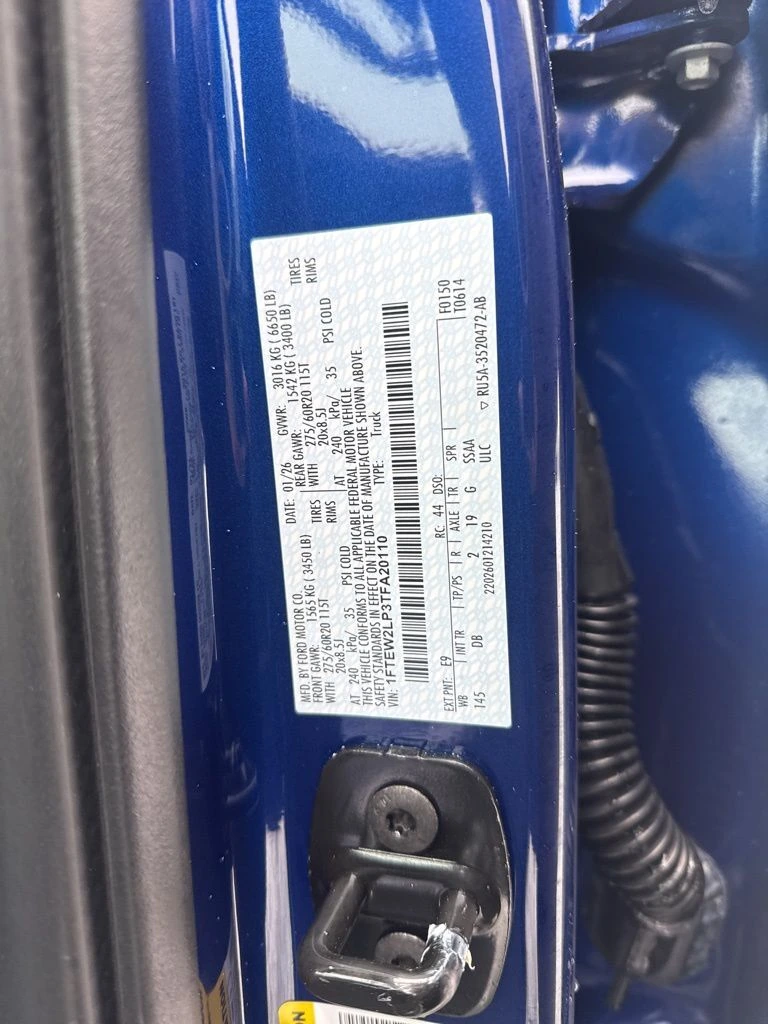 MFD. BY FORD MOTOR CO.
DATE: 01/26
GVWR: 3016 KG ( 6650 LB)
FRONT GAWR: 1565 KG ( 3450 LB)
REAR GAWR: 1542 KG ( 3400 LB)
WITH 275/60R20 115T TIRES
WITH 275/60R20 115T TIRES
20x8.5J RIMS
20x8.5J RIMS
AT 240 kPa/ 35 PSI COLD
AT 240 kPa/ 35 PSI COLD
THIS VEHICLE CONFORMS TO ALL APPLICABLE FEDERAL MOTOR VEHICLE
SAFETY STANDARDS IN EFFECT ON THE DATE OF MANUFACTURE SHOWN ABOVE.
VIN: 1FTEW2LP3TFA20110
TYPE: Truck
EXT PNT: E9 RC: 44 DSO: F0150
WB INT TR TP/PS R AXLE TR SPR T0614
145 DB 2 19 G SSAA
2202601214210 ULC ▽ RU5A-3520472-AB